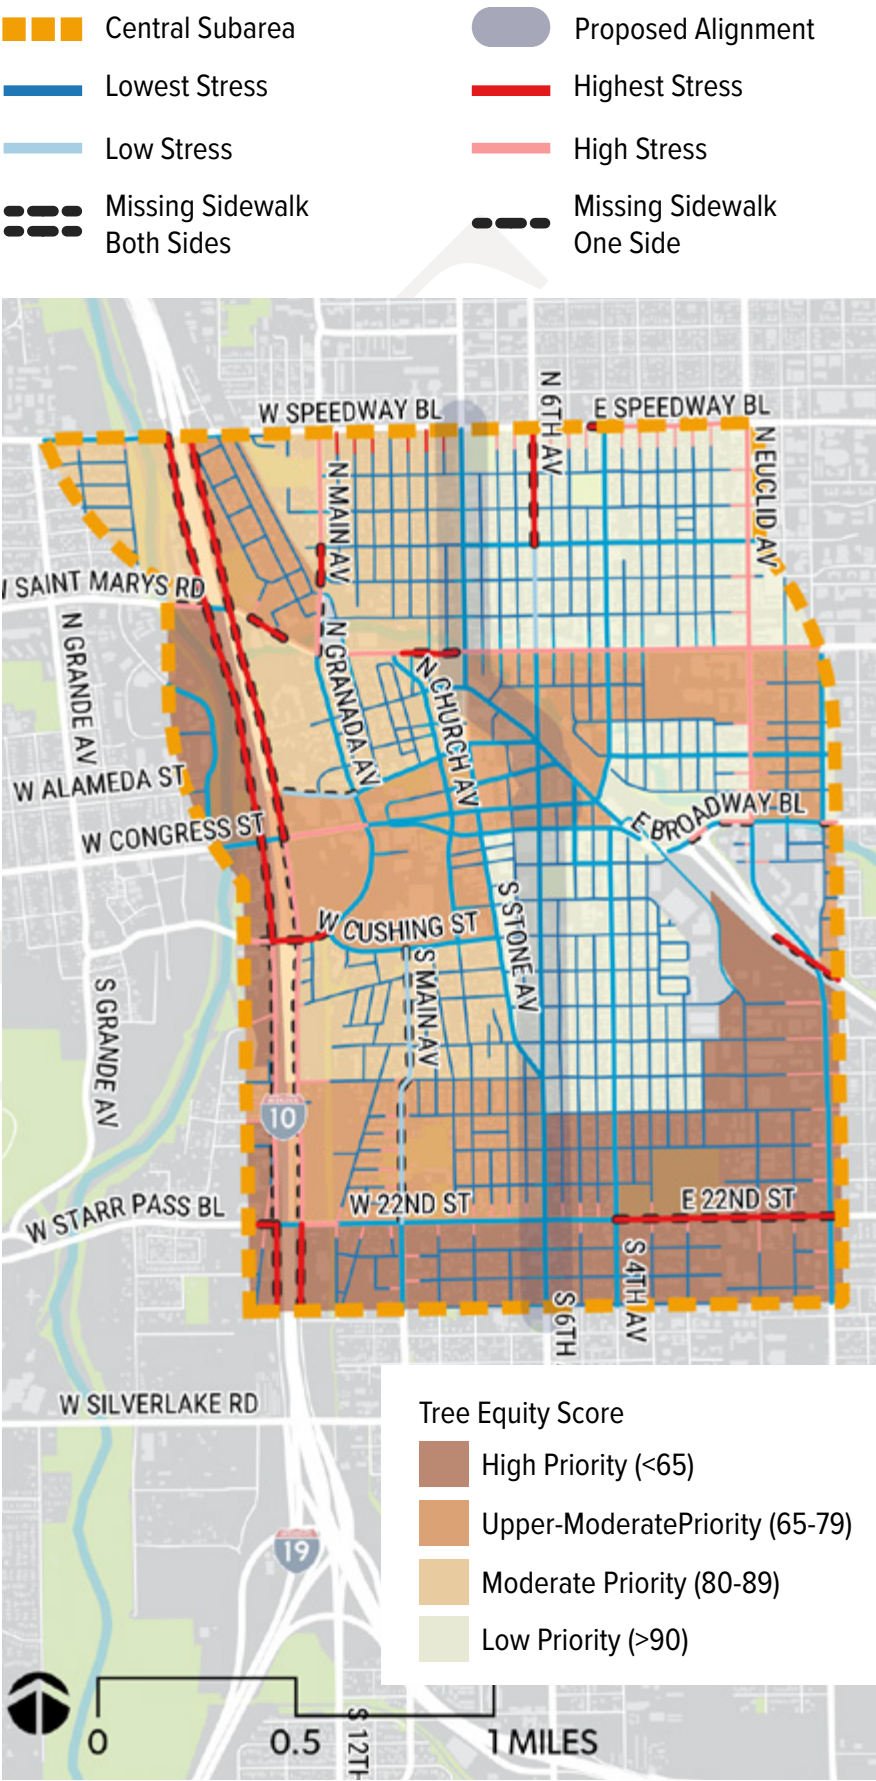 Central Subarea
Proposed Alignment
Lowest Stress
Highest Stress
Low Stress
High Stress
Missing Sidewalk
Both Sides
Missing Sidewalk
One Side
W SPEEDWAY BL
N 6TH AV
E SPEEDWAY BL
N MAIN AV
N EUCLID AV
W SAINT MARYS RD
N GRANDE AV
N GRANADA AV
N CHURCH AV
W ALAMEDA ST
W CONGRESS ST
E BROADWAY BL
W CUSHING ST
S STONE AV
S MAIN AV
S GRANDE AV
10
W STARR PASS BL
W 22ND ST
E 22ND ST
S 4TH AV
S 6TH
W SILVERLAKE RD
Tree Equity Score
High Priority (<65)
Upper-ModeratePriority (65-79)
19
Moderate Priority (80-89)
Low Priority (>90)
S 12TH
0
0.5
1 MILES